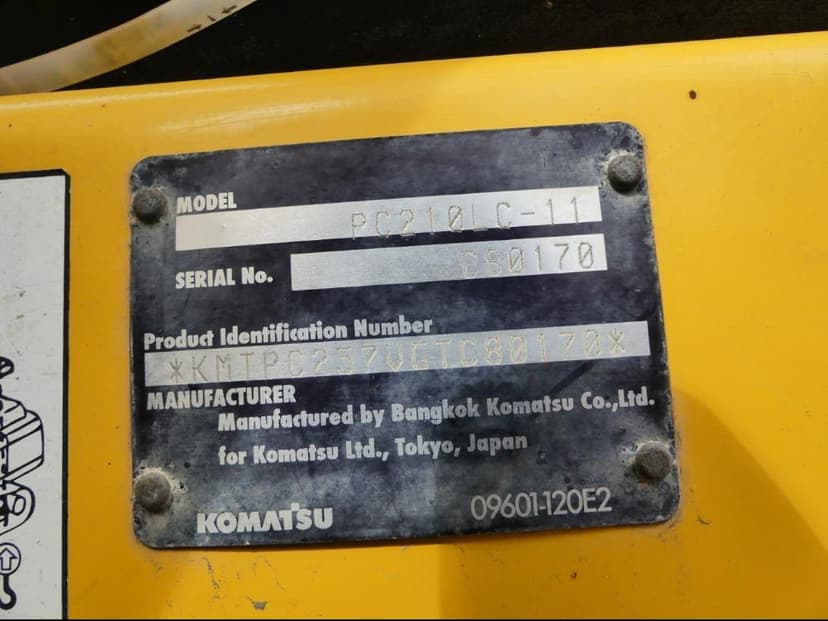 MODEL
PC210LC-11
SERIAL No.
C80170
Product Identification Number
*KMTPC257VGTC80170*
MANUFACTURER
Manufactured by Bangkok Komatsu Co.,Ltd.
for Komatsu Ltd., Tokyo, Japan
KOMATSU
09601-120E2